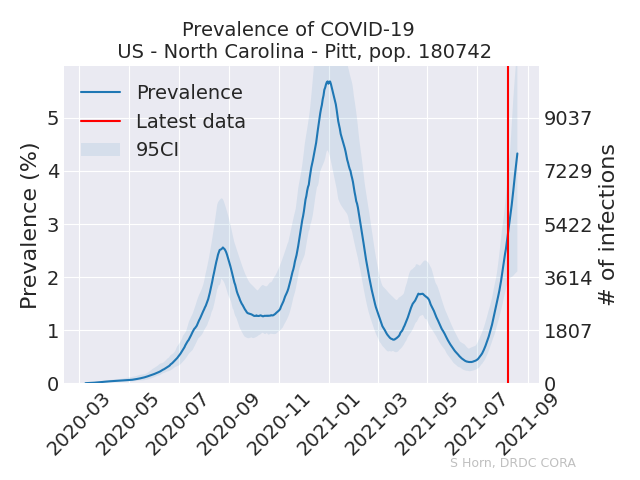 Prevalence of COVID-19
US - North Carolina - Pitt, pop. 180742
Prevalence
Latest data
95CI
Prevalence (%)
5
4
3
2
1
0
9037
7229
5422
3614
1807
0
# of infections
2020-03
2020-05
2020-07
2020-09
2020-11
2021-01
2021-03
2021-05
2021-07
2021-09
S Horn, DRDC CORA